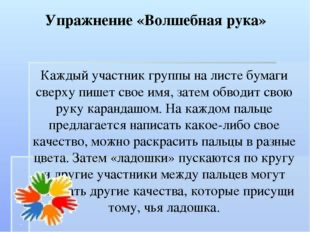 Упражнение «Волшебная рука»
Каждый участник группы на листе бумаги
сверху пишет свое имя, затем обводит свою
руку карандашом. На каждом пальце
предлагается написать какое-либо свое
качество, можно раскрасить пальцы в разные
цвета. Затем «ладошки» пускаются по кругу
и другие участники между пальцев могут
другие качества, которые присущи
тому, чья ладошка.